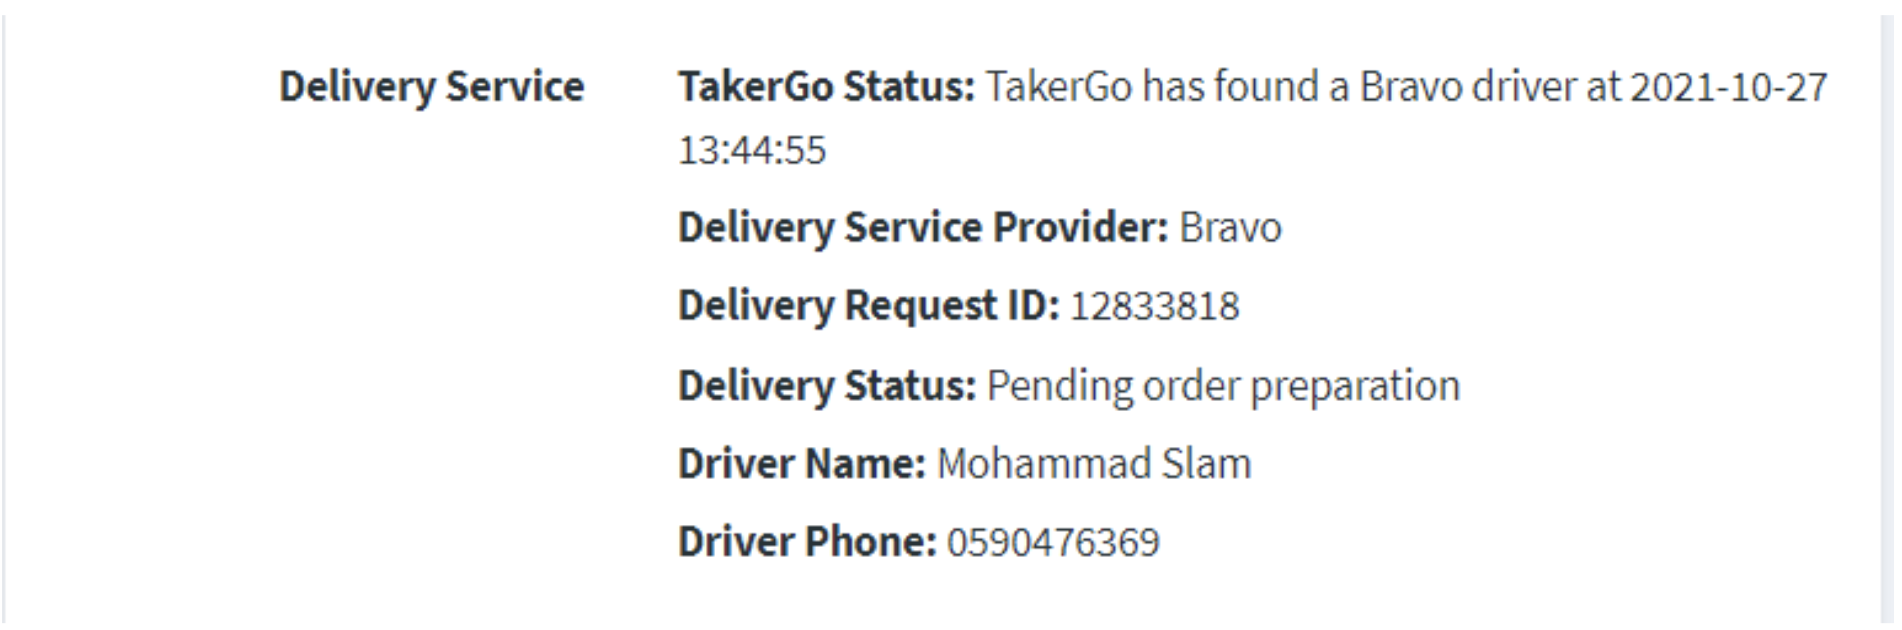 Delivery Service
TakerGo Status: TakerGo has found a Bravo driver at 2021-10-27
13:44:55
Delivery Service Provider: Bravo
Delivery Request ID: 12833818
Delivery Status: Pending order preparation
Driver Name: Mohammad Slam
Driver Phone: 0590476369